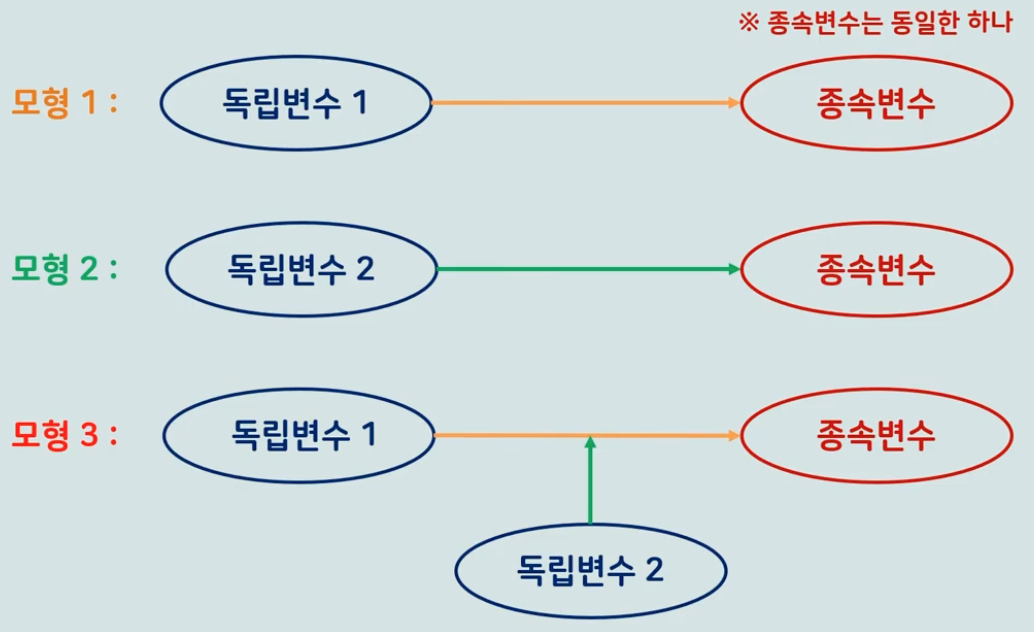 ※ 종속변수는 동일한 하나
모형 1 : 독립변수 1 종속변수
모형 2 : 독립변수 2 종속변수
모형 3 : 독립변수 1 종속변수
독립변수 2